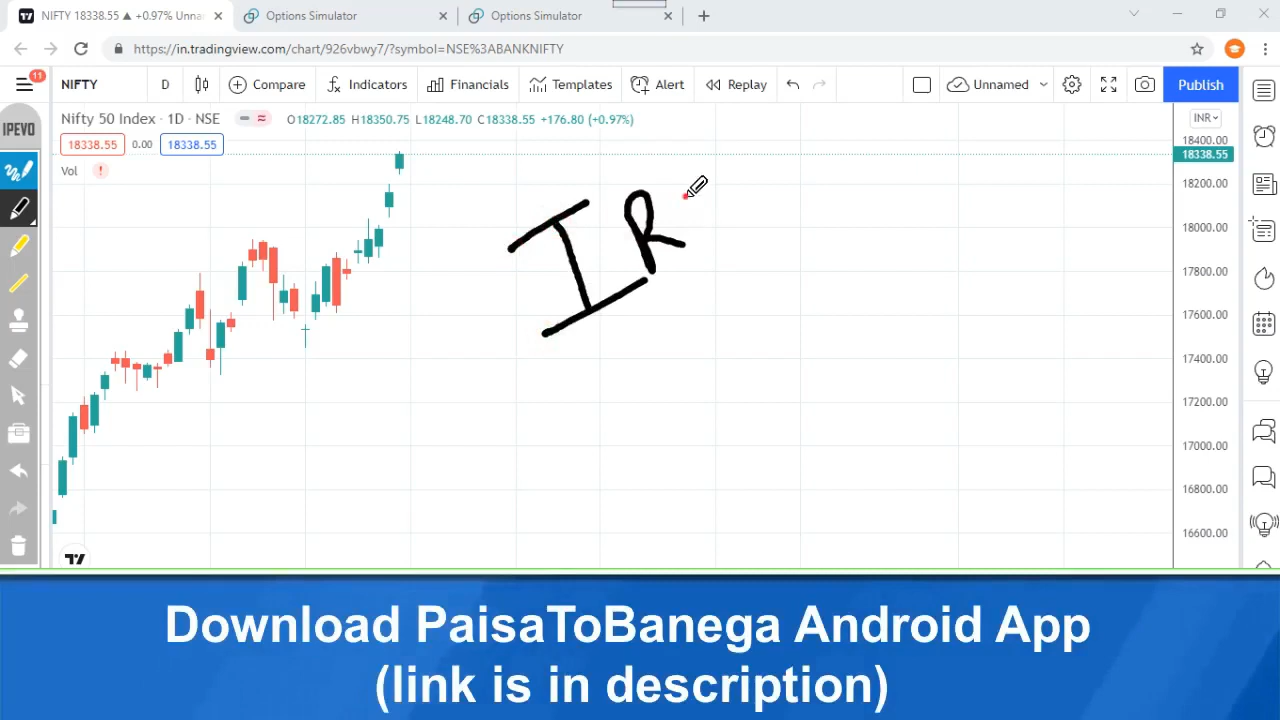 NIFTY 18338.55 ▲ +0.97% Unnar
Options Simulator
Options Simulator
https://in.tradingview.com/chart/926vbwy7/?symbol=NSE%3ABANKNIFTY
11
NIFTY D Compare Indicators Financials Templates Alert Replay Unnamed Publish
IPEVO
Nifty 50 Index · 1D · NSE O18272.85 H18350.75 L18248.70 C18338.55 +176.80 (+0.97%)
INR
18338.55 0.00 18338.55
Vol
18400.00
18338.55
18200.00
18000.00
17800.00
17600.00
17400.00
17200.00
17000.00
16800.00
16600.00
IR
Download PaisaToBanega Android App
(link is in description)